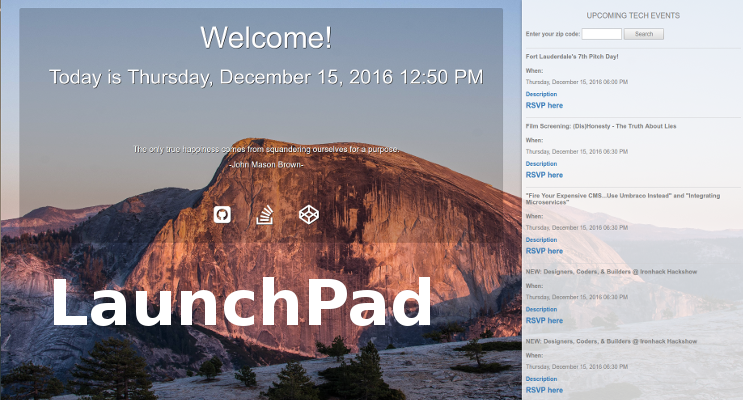 Welcome!
Today is Thursday, December 15, 2016 12:50 PM
The only true happiness comes from squandering ourselves for a purpose.
-John Mason Brown-
LaunchPad
UPCOMING TECH EVENTS
Enter your zip code:
Search
Fort Lauderdale's 7th Pitch Day!
When:
Thursday, December 15, 2016 06:00 PM
Description
RSVP here
Film Screening: (Dis)Honesty - The Truth About Lies
When:
Thursday, December 15, 2016 06:30 PM
Description
RSVP here
"Fire Your Expensive CMS...Use Umbraco Instead" and "Integrating
Microservices"
When:
Thursday, December 15, 2016 06:30 PM
Description
RSVP here
NEW: Designers, Coders, & Builders @ Ironhack Hackshow
When:
Thursday, December 15, 2016 06:30 PM
Description
RSVP here
NEW: Designers, Coders, & Builders @ Ironhack Hackshow
When:
Thursday, December 15, 2016 06:30 PM
Description
RSVP here